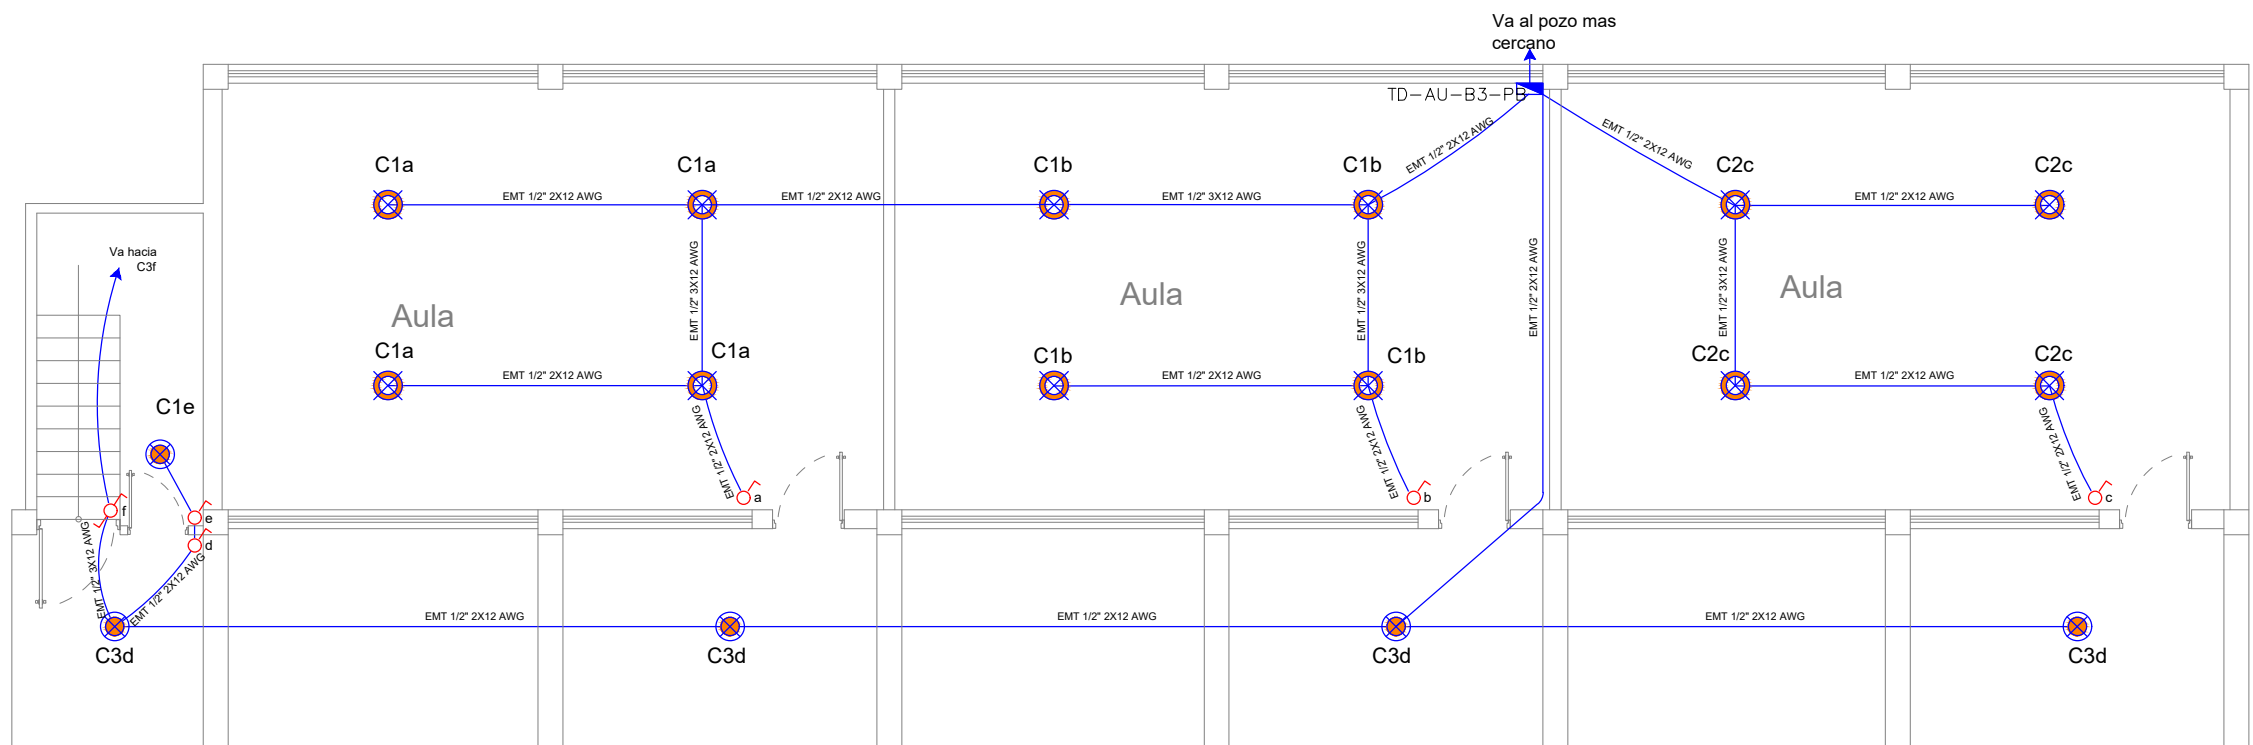 Va al pozo mas
cercano
TD-AU-B3-PB
EMT 1/2" 2X12 AWG
EMT 1/2" 2X12 AWG
C1a
C1a
C1b
C1b
C2c
C2c
EMT 1/2" 2X12 AWG
EMT 1/2" 2X12 AWG
EMT 1/2" 3X12 AWG
EMT 1/2" 2X12 AWG
Va hacia
C3f
EMT 1/2" 3X12 AWG
EMT 1/2" 3X12 AWG
EMT 1/2" 2X12 AWG
EMT 1/2" 3X12 AWG
Aula
Aula
Aula
C1a
C1a
C1b
C1b
C2c
C2c
EMT 1/2" 2X12 AWG
EMT 1/2" 2X12 AWG
EMT 1/2" 2X12 AWG
C1e
EMT 1/2" 2X12 AWG
EMT 1/2" 2X12 AWG
EMT 1/2" 2X12 AWG
a
b
c
f
e
d
EMT 1/2" 3X12 AWG
EMT 1/2" 2X12 AWG
EMT 1/2" 2X12 AWG
EMT 1/2" 2X12 AWG
EMT 1/2" 2X12 AWG
C3d
C3d
C3d
C3d